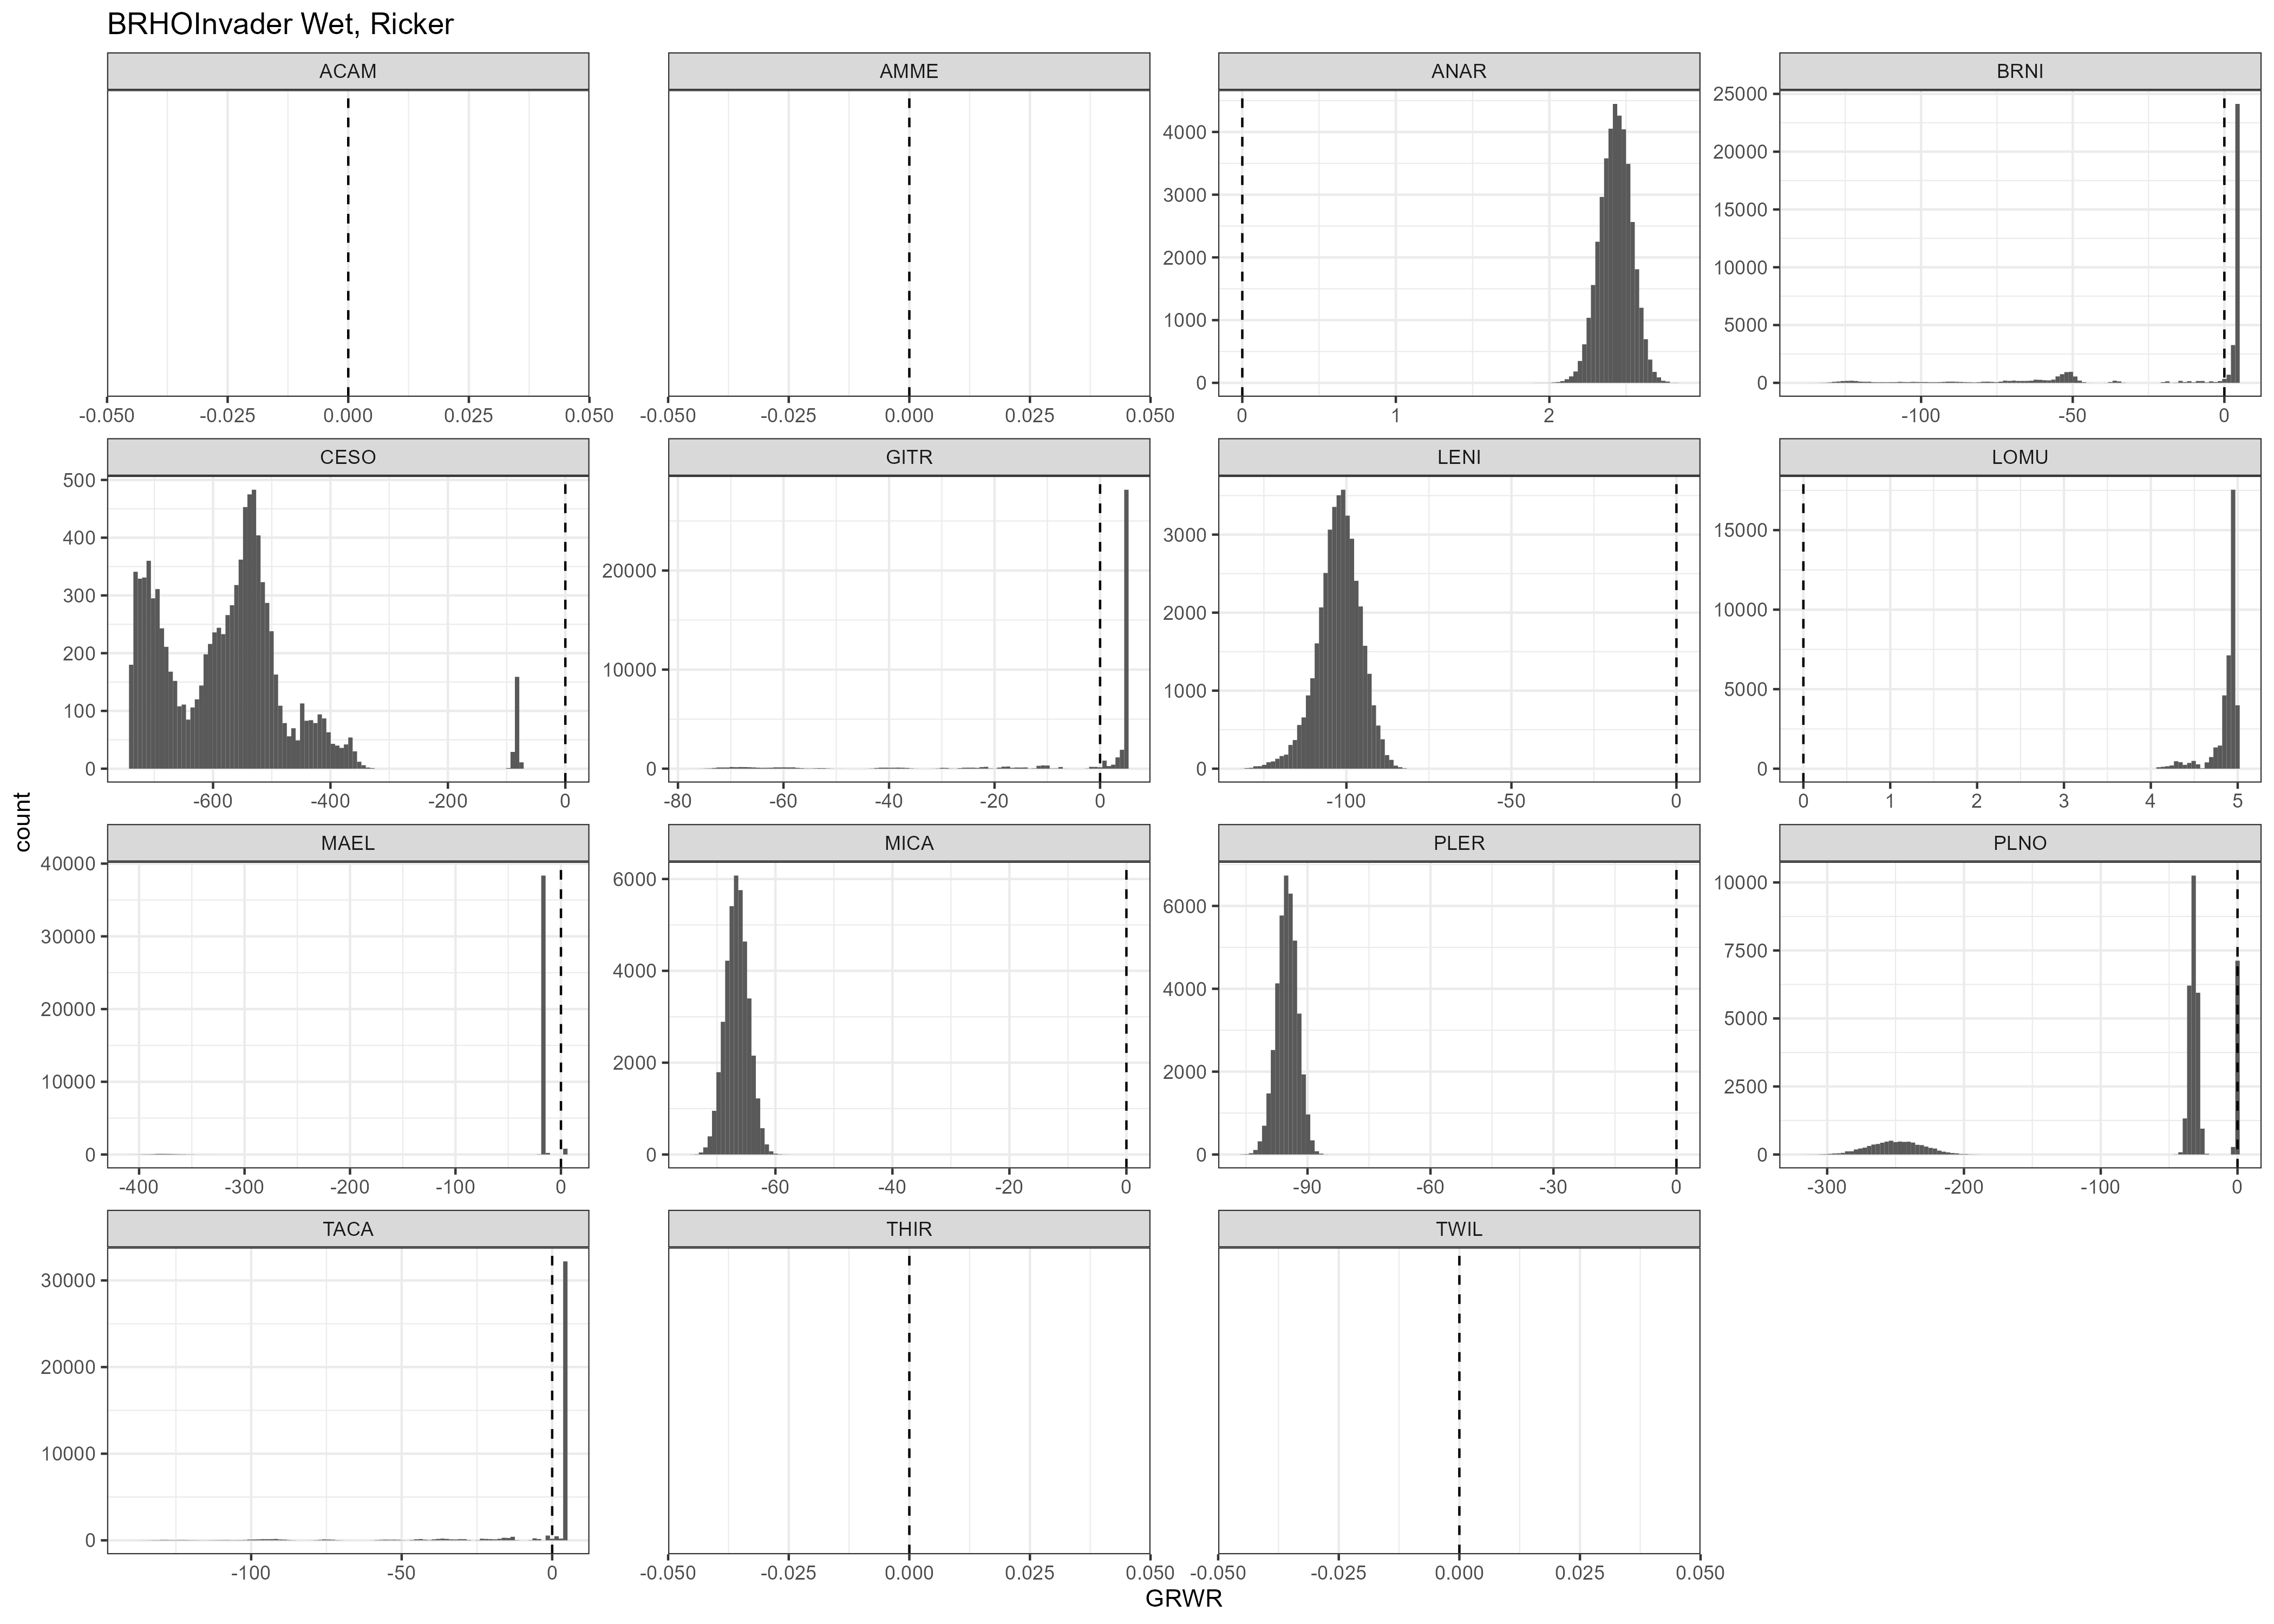 BRHOInvader Wet, Ricker
ACAM AMME ANAR BRNI
25000
4000 20000
3000 15000
2000 10000
1000 5000
0 0
-0.050 -0.025 0.000 0.025 0.050 -0.050 -0.025 0.000 0.025 0.050 0 1 2 -100 -50 0
CESO GITR LENI LOMU
500
400 20000 3000 15000
300 2000 10000
200 10000 1000 5000
100
0 0 0 0
-600 -400 -200 0 -80 -60 -40 -20 0 -100 -50 0 0 1 2 3 4 5
count
MAEL MICA PLER PLNO
40000 6000 6000 10000
30000 4000 4000 7500
20000 5000
10000 2000 2000 2500
0 0 0 0
-400 -300 -200 -100 0 -60 -40 -20 0 -90 -60 -30 0 -300 -200 -100 0
TACA THIR TWIL
30000
20000
10000
0
-100 -50 0 -0.050 -0.025 0.000 0.025 0.050 -0.050 -0.025 0.000 0.025 0.050
GRWR